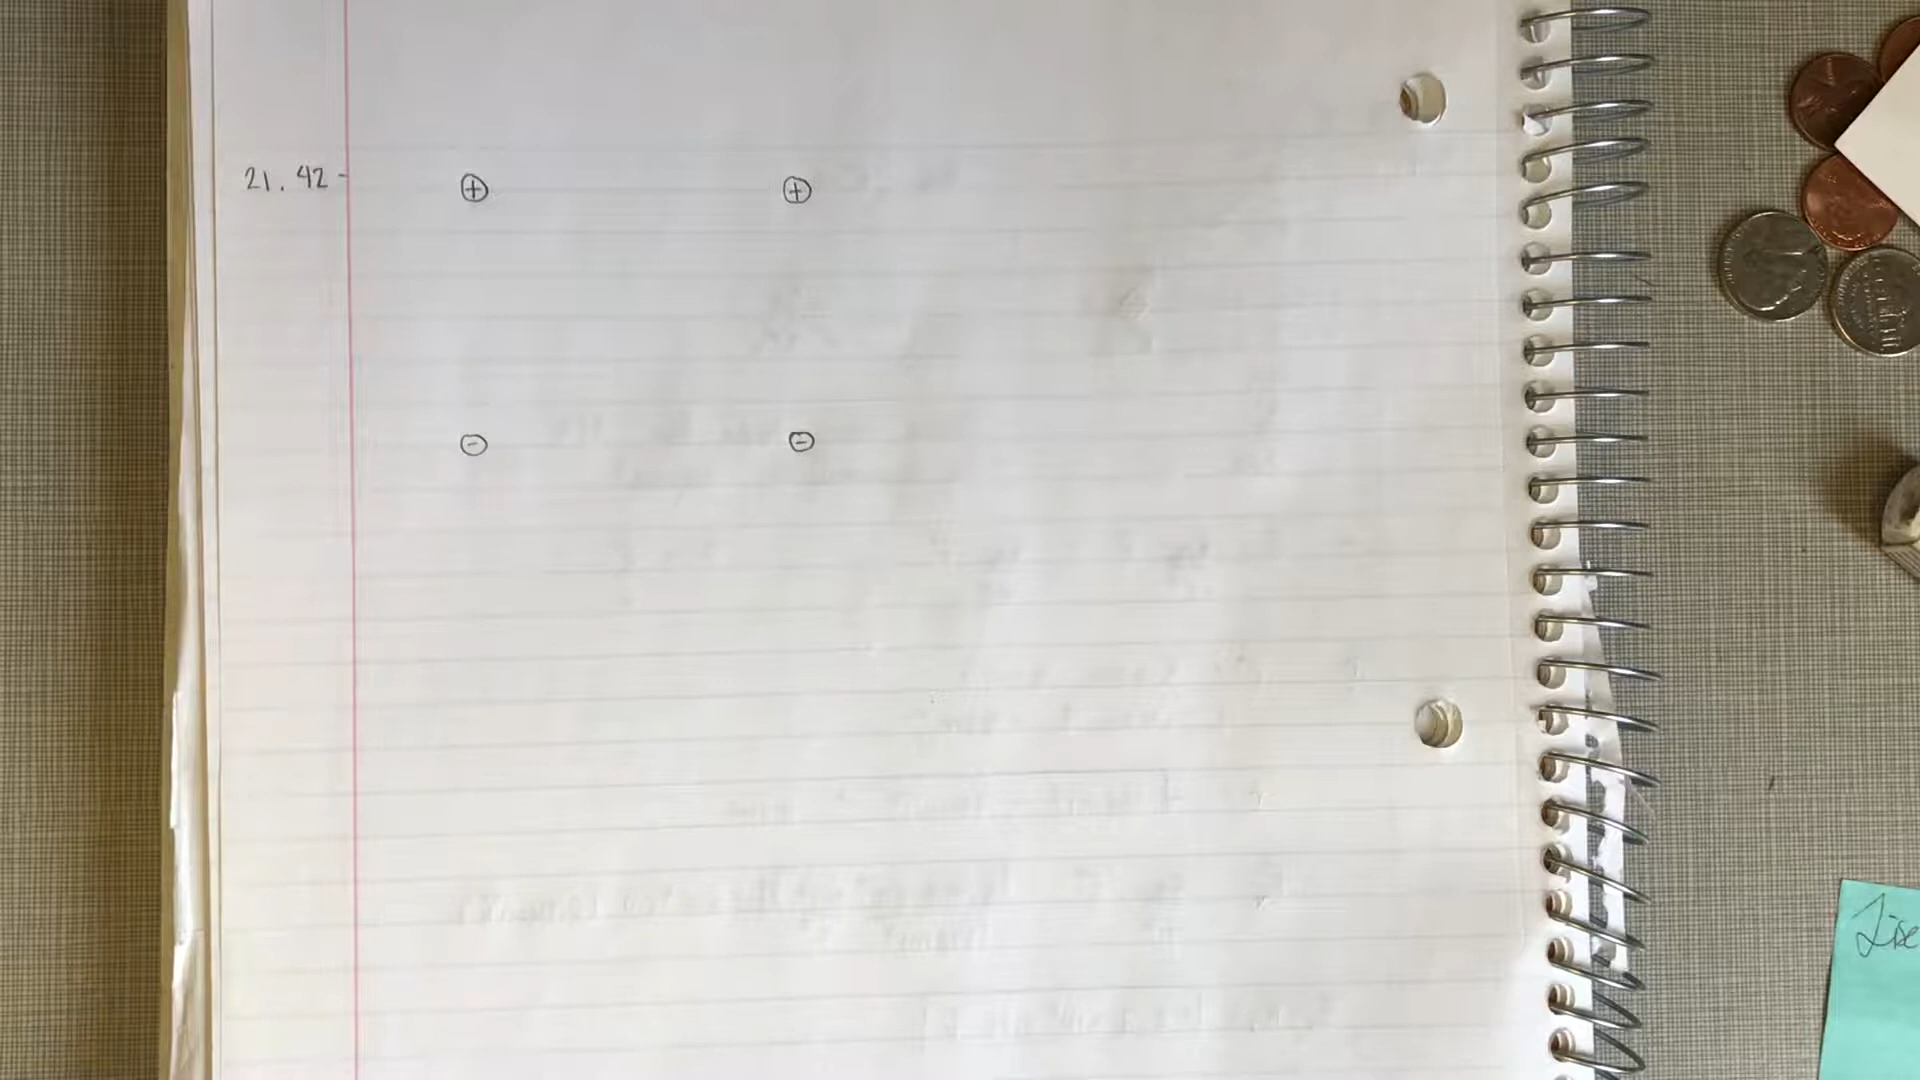 21. 42-
+ +
- -